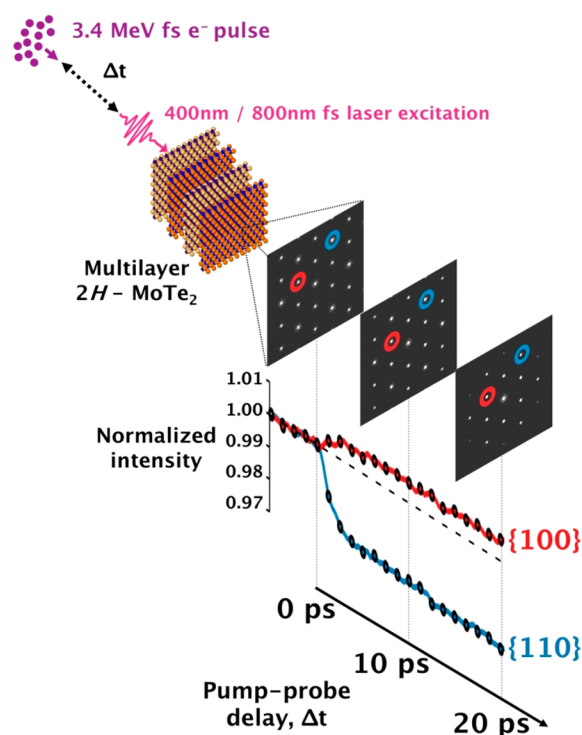 3.4 MeV fs e⁻ pulse
Δt
400nm / 800nm fs laser excitation
Multilayer
2H – MoTe₂
1.01
1.00
0.99
0.98
0.97
Normalized
intensity
{100}
{110}
0 ps
10 ps
20 ps
Pump-probe
delay, Δt